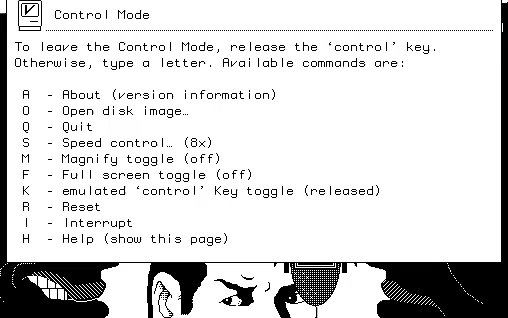 Control Mode
To leave the Control Mode, release the ‘control’ key.
Otherwise, type a letter. Available commands are:
A - About (version information)
O - Open disk image…
Q - Quit
S - Speed control… (8x)
M - Magnify toggle (off)
F - Full screen toggle (off)
K - emulated ‘control’ Key toggle (released)
R - Reset
I - Interrupt
H - Help (show this page)